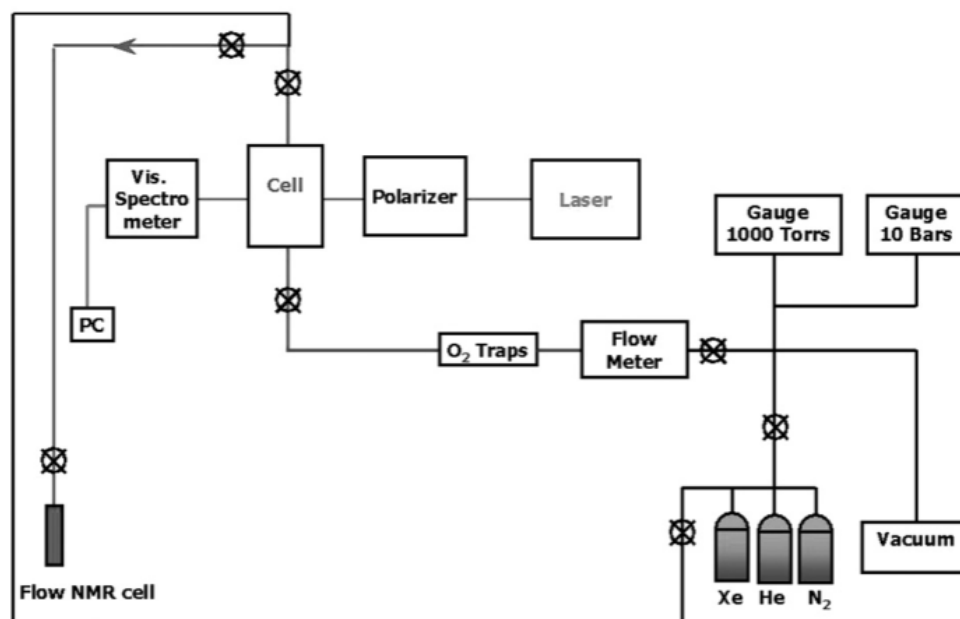 Vis.
Spectro
meter
Cell
Polarizer
Laser
Gauge
1000 Torrs
Gauge
10 Bars
PC
O₂ Traps
Flow
Meter
Vacuum
Flow NMR cell
Xe
He
N₂